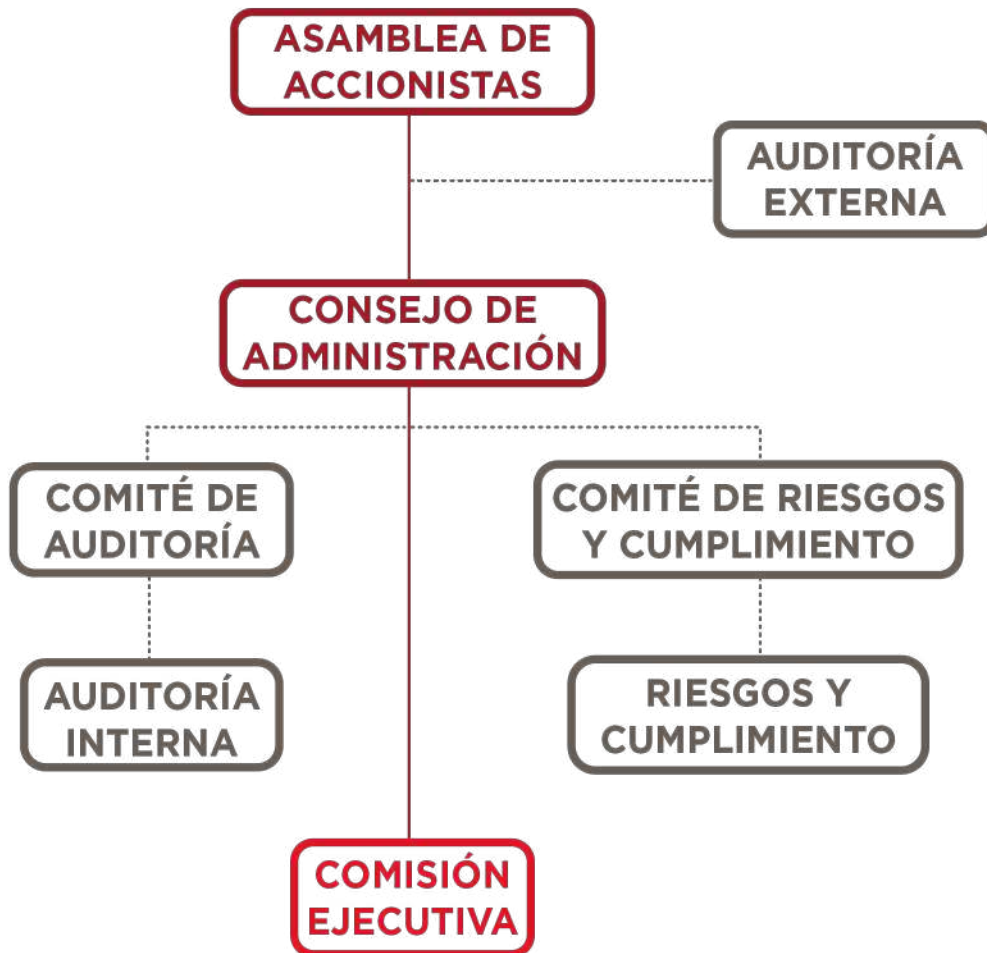 ASAMBLEA DE
ACCIONISTAS
AUDITORÍA
EXTERNA
CONSEJO DE
ADMINISTRACIÓN
COMITÉ DE
AUDITORÍA
COMITÉ DE RIESGOS
Y CUMPLIMIENTO
AUDITORÍA
INTERNA
RIESGOS Y
CUMPLIMIENTO
COMISIÓN
EJECUTIVA